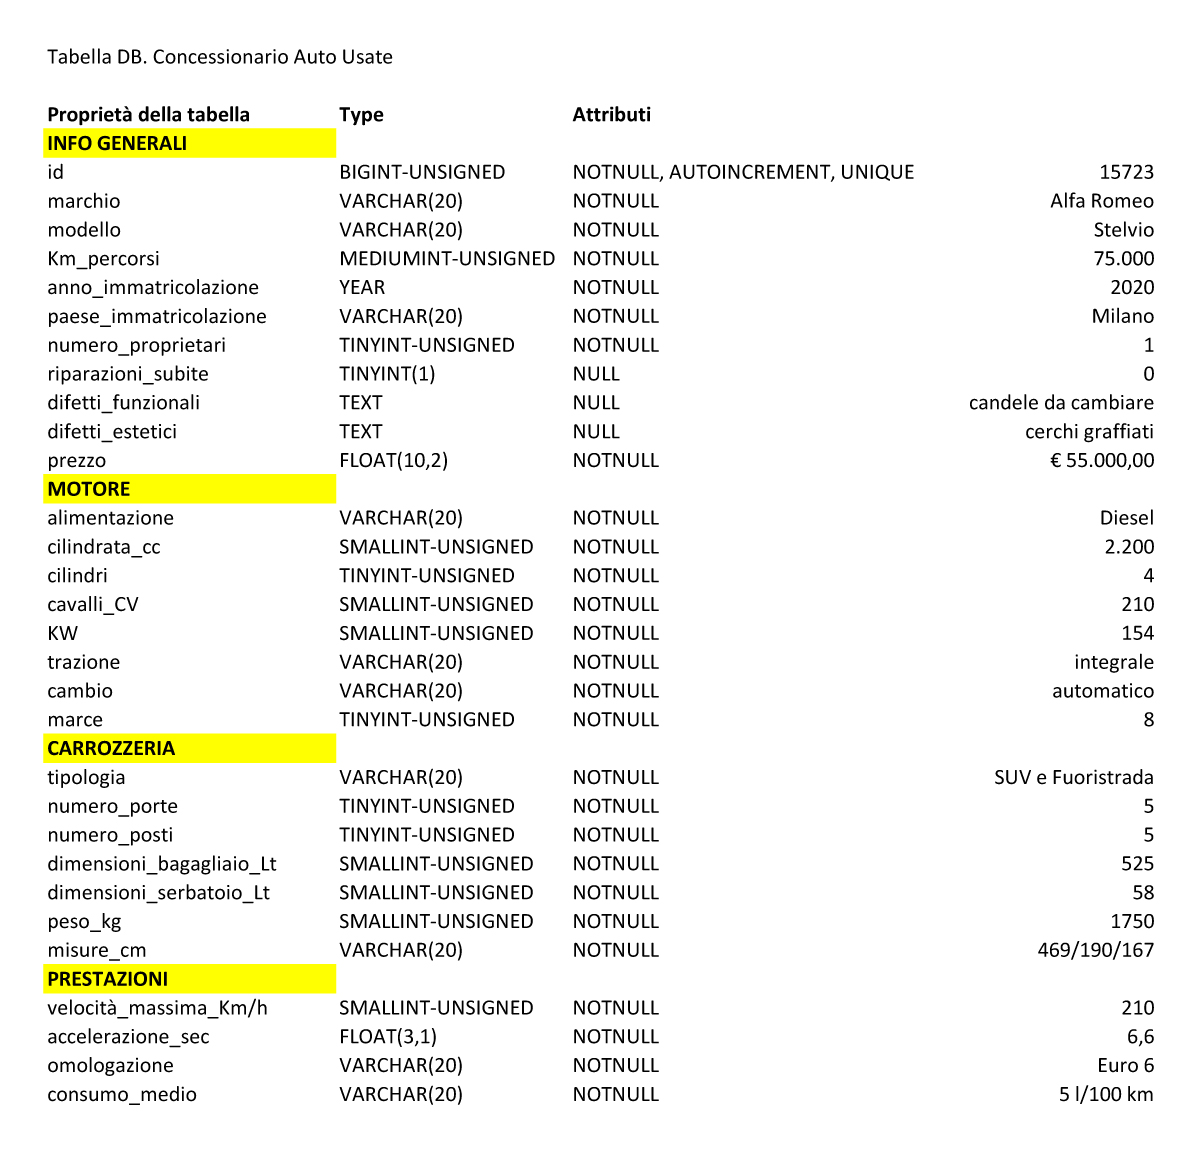 Tabella DB. Concessionario Auto Usate
Proprietà della tabella Type Attributi
INFO GENERALI
id BIGINT-UNSIGNED NOTNULL, AUTOINCREMENT, UNIQUE 15723
marchio VARCHAR(20) NOTNULL Alfa Romeo
modello VARCHAR(20) NOTNULL Stelvio
Km_percorsi MEDIUMINT-UNSIGNED NOTNULL 75.000
anno_immatricolazione YEAR NOTNULL 2020
paese_immatricolazione VARCHAR(20) NOTNULL Milano
numero_proprietari TINYINT-UNSIGNED NOTNULL 1
riparazioni_subite TINYINT(1) NULL 0
difetti_funzionali TEXT NULL candele da cambiare
difetti_estetici TEXT NULL cerchi graffiati
prezzo FLOAT(10,2) NOTNULL € 55.000,00
MOTORE
alimentazione VARCHAR(20) NOTNULL Diesel
cilindrata_cc SMALLINT-UNSIGNED NOTNULL 2.200
cilindri TINYINT-UNSIGNED NOTNULL 4
cavalli_CV SMALLINT-UNSIGNED NOTNULL 210
KW SMALLINT-UNSIGNED NOTNULL 154
trazione VARCHAR(20) NOTNULL integrale
cambio VARCHAR(20) NOTNULL automatico
marce TINYINT-UNSIGNED NOTNULL 8
CARROZZERIA
tipologia VARCHAR(20) NOTNULL SUV e Fuoristrada
numero_porte TINYINT-UNSIGNED NOTNULL 5
numero_posti TINYINT-UNSIGNED NOTNULL 5
dimensioni_bagagliaio_Lt SMALLINT-UNSIGNED NOTNULL 525
dimensioni_serbatoio_Lt SMALLINT-UNSIGNED NOTNULL 58
peso_kg SMALLINT-UNSIGNED NOTNULL 1750
misure_cm VARCHAR(20) NOTNULL 469/190/167
PRESTAZIONI
velocità_massima_Km/h SMALLINT-UNSIGNED NOTNULL 210
accelerazione_sec FLOAT(3,1) NOTNULL 6,6
omologazione VARCHAR(20) NOTNULL Euro 6
consumo_medio VARCHAR(20) NOTNULL 5 l/100 km